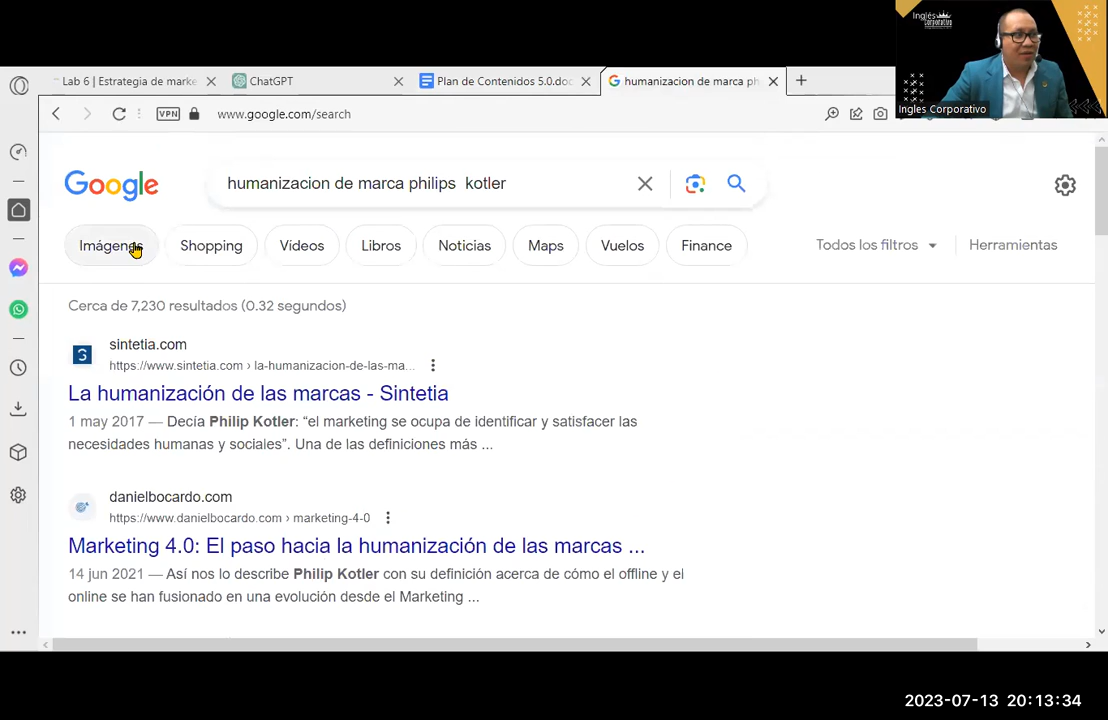 Inglés
Corporativo
Ingles Corporativo
Lab 6 | Estrategia de marke
ChatGPT
Plan de Contenidos 5.0.doc
humanizacion de marca ph
VPN
www.google.com/search
Google
humanizacion de marca philips  kotler
Imágenes
Shopping
Vídeos
Libros
Noticias
Maps
Vuelos
Finance
Todos los filtros
Herramientas
Cerca de 7,230 resultados (0.32 segundos)
S
sintetia.com
https://www.sintetia.com › la-humanizacion-de-las-ma...
La humanización de las marcas - Sintetia
1 may 2017 — Decía Philip Kotler: “el marketing se ocupa de identificar y satisfacer las
necesidades humanas y sociales”. Una de las definiciones más ...
danielbocardo.com
https://www.danielbocardo.com › marketing-4-0
Marketing 4.0: El paso hacia la humanización de las marcas ...
14 jun 2021 — Así nos lo describe Philip Kotler con su definición acerca de cómo el offline y el
online se han fusionado en una evolución desde el Marketing ...
2023-07-13 20:13:34